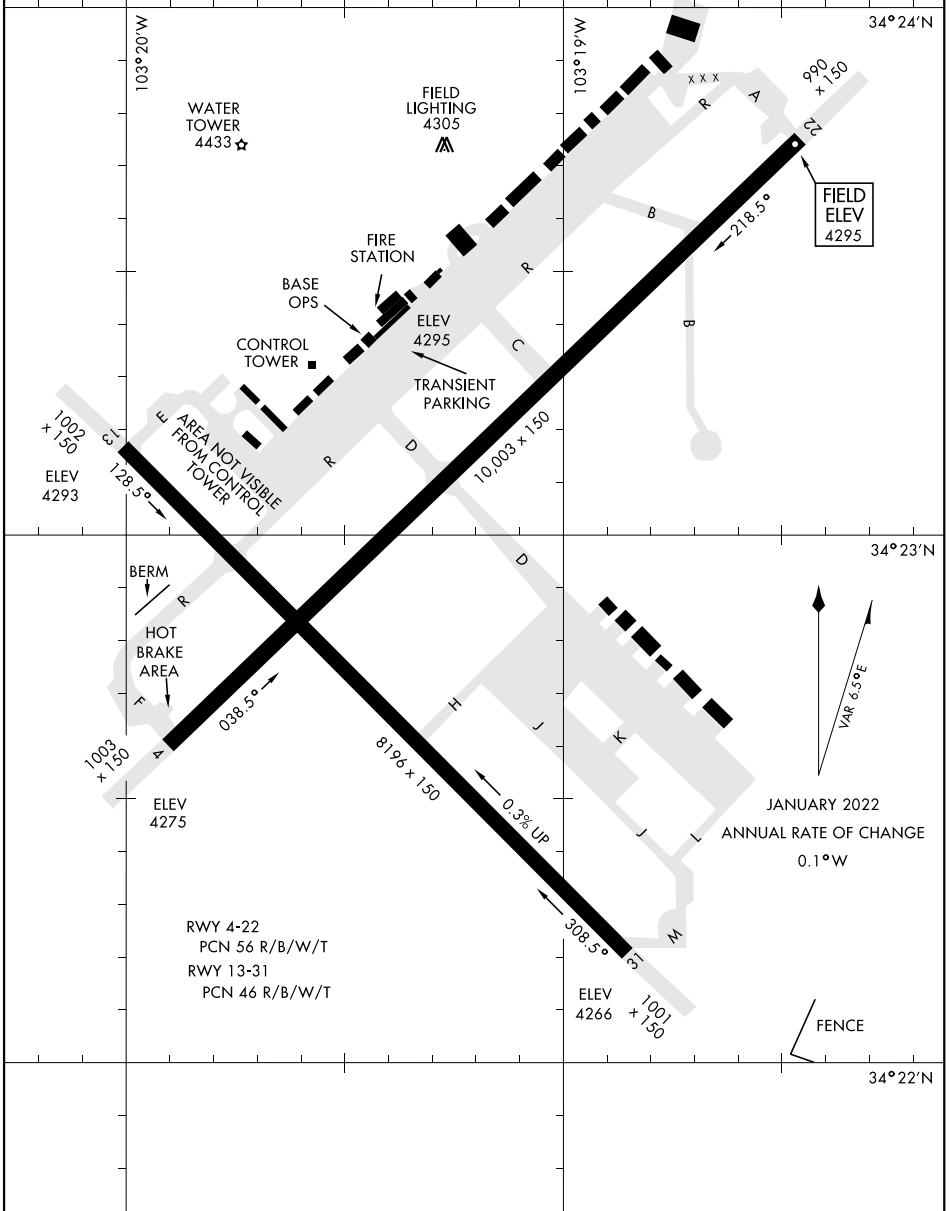 103°20'W
103°19'W
34°24'N
WATER
TOWER
4433
FIELD
LIGHTING
4305
x x x
R
A
990
x 150
22
FIELD
ELEV
4295
218.5°
B
B
FIRE
STATION
BASE
OPS
R
ELEV
4295
CONTROL
TOWER
C
TRANSIENT
PARKING
E
AREA NOT VISIBLE
FROM CONTROL
TOWER
1002
x 150
13
ELEV
4293
128.5°
R
D
10,003 x 150
34°23'N
D
BERM
R
HOT
BRAKE
AREA
F
038.5°
1003
x 150
4
ELEV
4275
H
J
K
8196 x 150
0.3% UP
J
L
VAR 6.5°E
JANUARY 2022
ANNUAL RATE OF CHANGE
0.1°W
RWY 4-22
PCN 56 R/B/W/T
RWY 13-31
PCN 46 R/B/W/T
308.5°
M
31
ELEV
4266
1001
x 150
FENCE
34°22'N